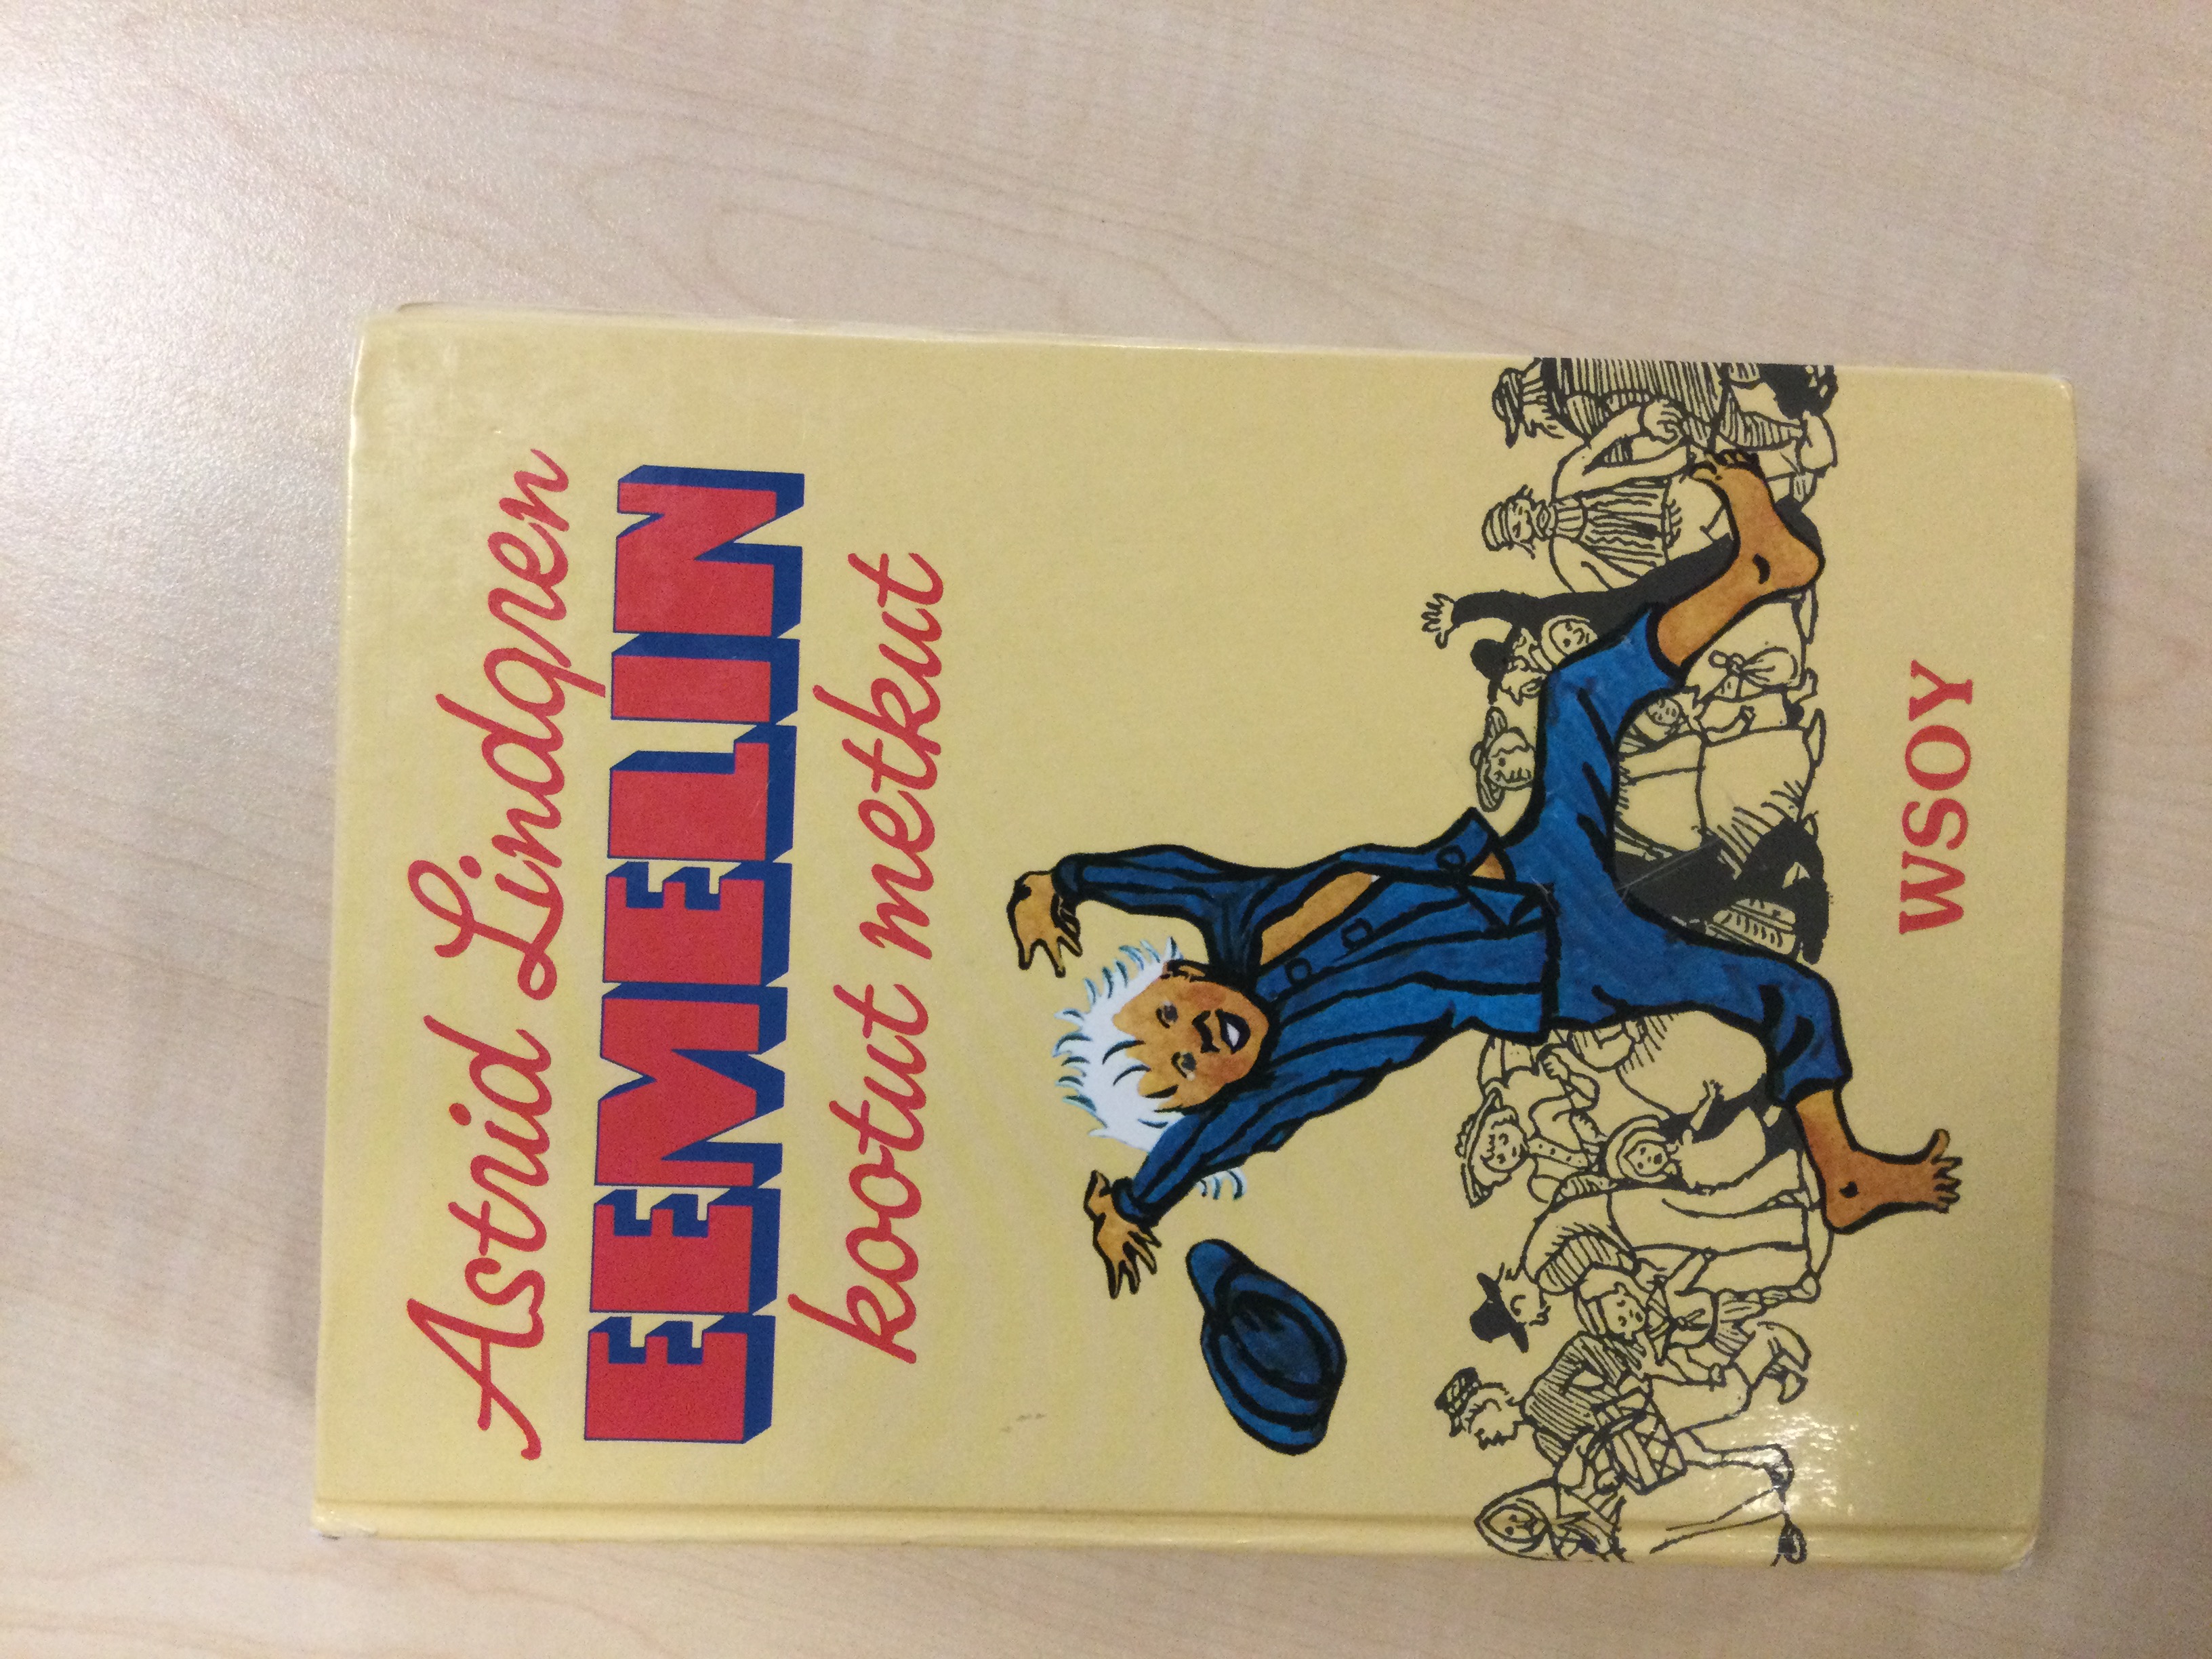 Astrid Lindgren
EEMELIN
kootut metkut
WSOY